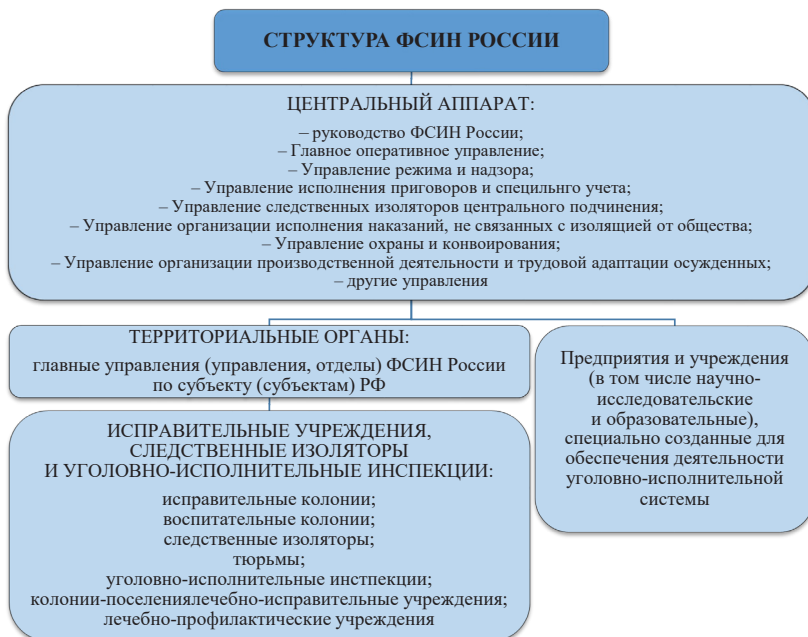 СТРУКТУРА ФСИН РОССИИ
ЦЕНТРАЛЬНЫЙ АППАРАТ:
– руководство ФСИН России;
– Главное оперативное управление;
– Управление режима и надзора;
– Управление исполнения приговоров и специльнго учета;
– Управление следственных изоляторов центрального подчинения;
– Управление организации исполнения наказаний, не связанных с изолящией от общества;
– Управление охраны и конвоирования;
– Управление организации производственной деятельности и трудовой адаптации осужденных;
– другие управления
ТЕРРИТОРИАЛЬНЫЕ ОРГАНЫ:
главные управления (управления, отделы) ФСИН России
по субъекту (субъектам) РФ
ИСПРАВИТЕЛЬНЫЕ УЧРЕЖДЕНИЯ,
СЛЕДСТВЕННЫЕ ИЗОЛЯТОРЫ
И УГОЛОВНО-ИСПОЛНИТЕЛЬНЫЕ ИНСПЕКЦИИ:
исправительные колонии;
воспитательные колонии;
следственные изоляторы;
тюрьмы;
уголовно-исполнительные инстпекции;
колонии-поселениялечебно-исправительные учреждения;
лечебно-профилактические учреждения
Предприятия и учреждения
(в том числе научно-
исследовательские
и образовательные),
специально созданные для
обеспечения деятельности
уголовно-исполнительной
системы